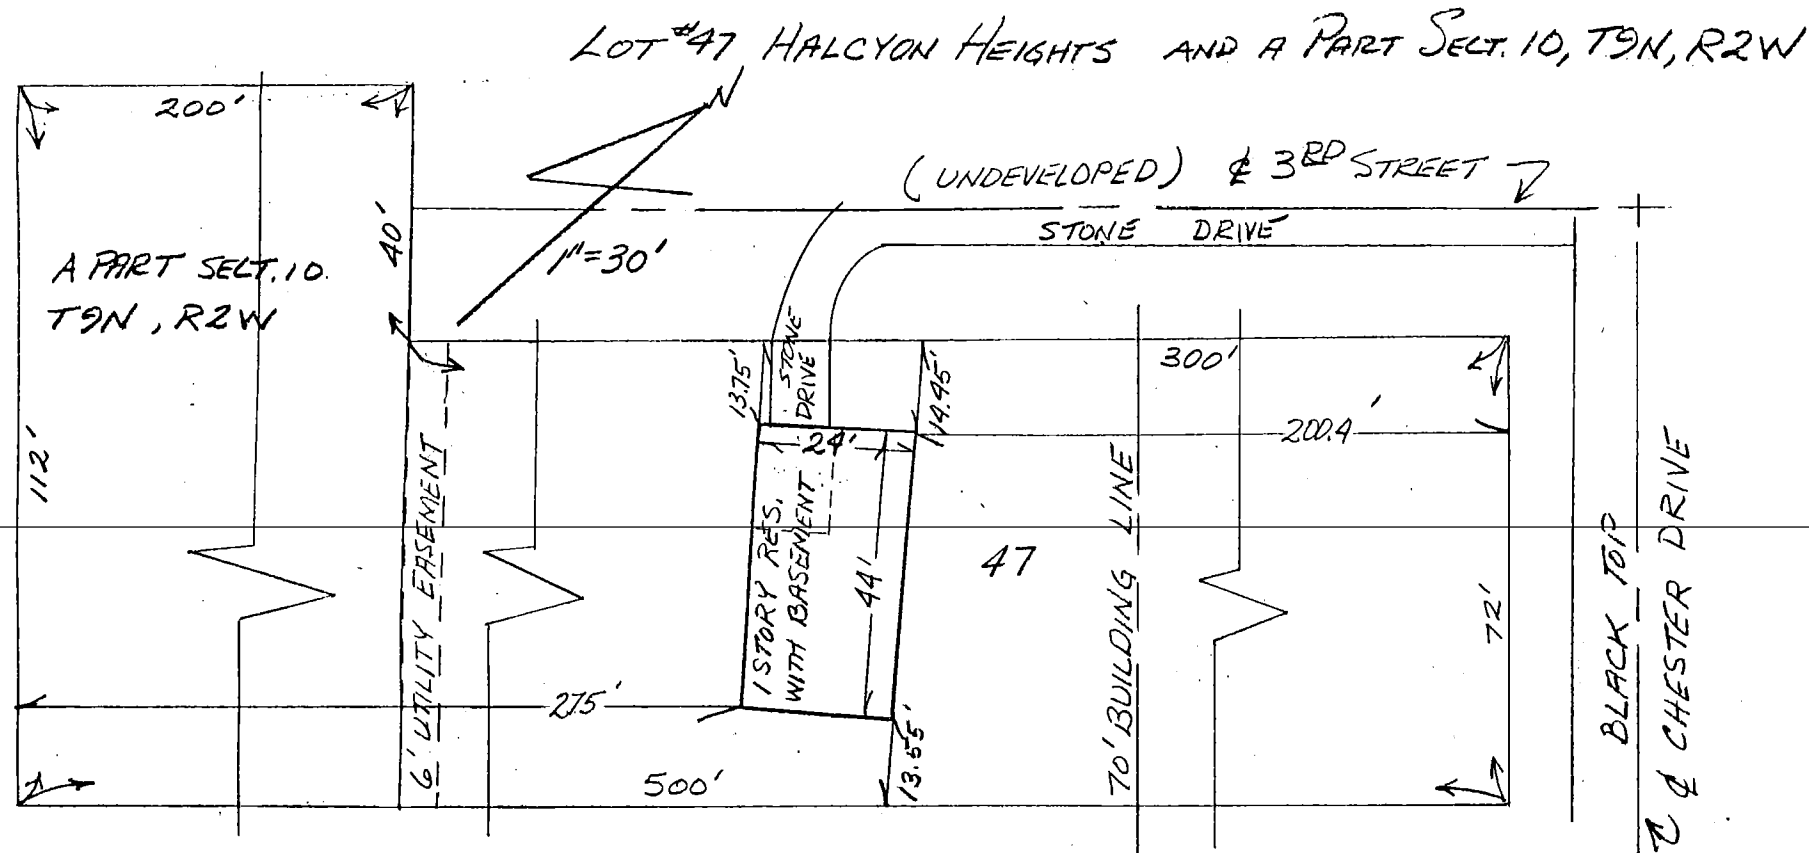 LOT #47 HALCYON HEIGHTS AND A PART SECT. 10, T9N, R2W
N
200'
(UNDEVELOPED) ℄ 3RD STREET
STONE DRIVE
40'
1"=30'
A PART SECT. 10
T9N, R2W
STONE
DRIVE
13.75'
14.45'
300'
24'
200.4'
112'
6' UTILITY EASEMENT
1 STORY RES.
WITH BASEMENT
44'
47
70' BUILDING LINE
72'
BLACK TOP
℄ CHESTER DRIVE
275'
13.55'
500'